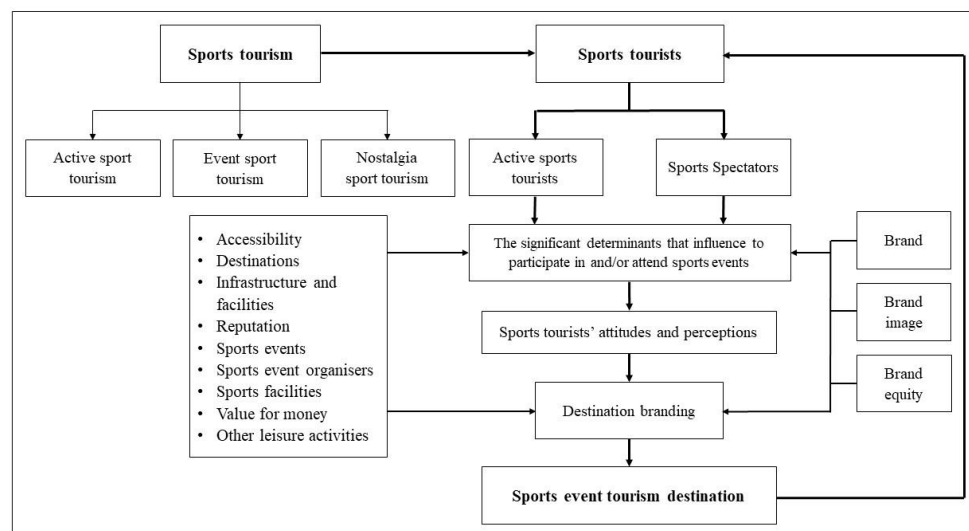 Sports tourism
Sports tourists
Active sport
tourism
Event sport
tourism
Nostalgia
sport tourism
Active sports
tourists
Sports Spectators
• Accessibility
• Destinations
• Infrastructure and
facilities
• Reputation
• Sports events
• Sports event organisers
• Sports facilities
• Value for money
• Other leisure activities
The significant determinants that influence to
participate in and/or attend sports events
Brand
Brand
image
Brand
equity
Sports tourists’ attitudes and perceptions
Destination branding
Sports event tourism destination